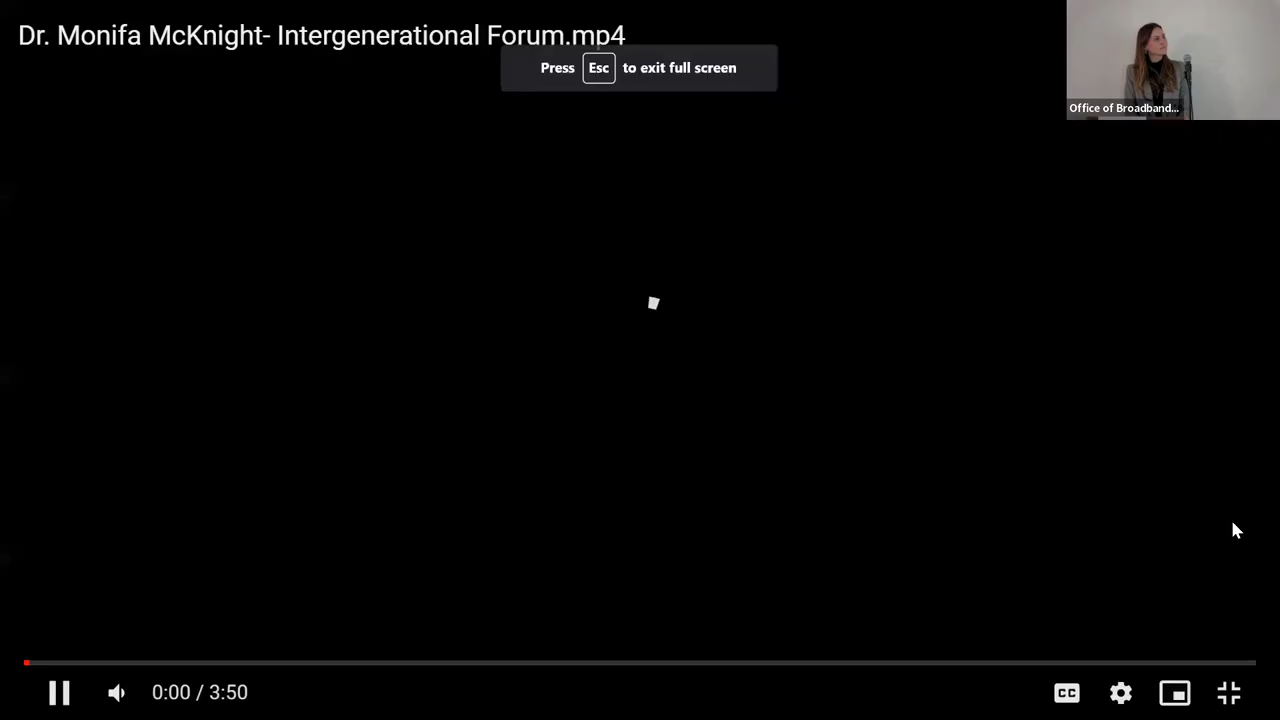 Dr. Monifa McKnight- Intergenerational Forum.mp4
Press Esc to exit full screen
Office of Broadband...
0:00 / 3:50
CC